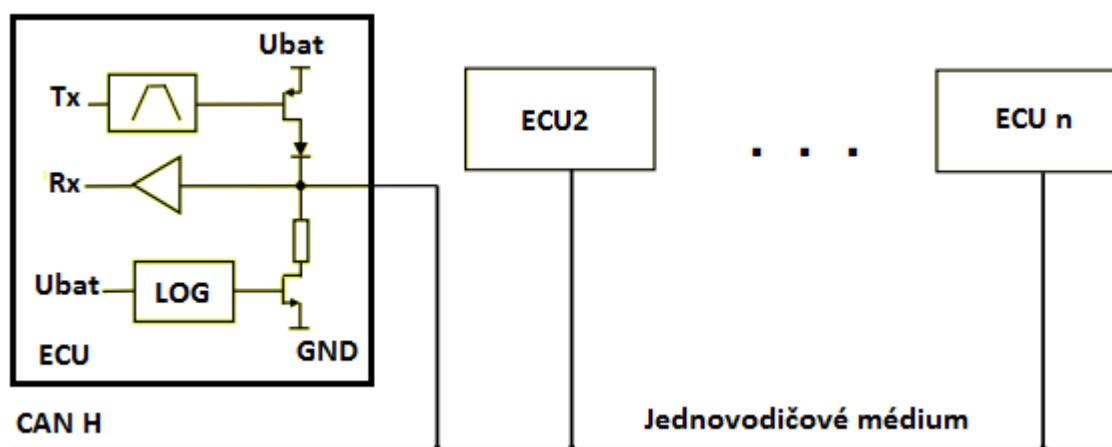 Ubat
Tx
Rx
Ubat
LOG
ECU
GND
CAN H
ECU2
. . .
ECU n
Jednovodičové médium